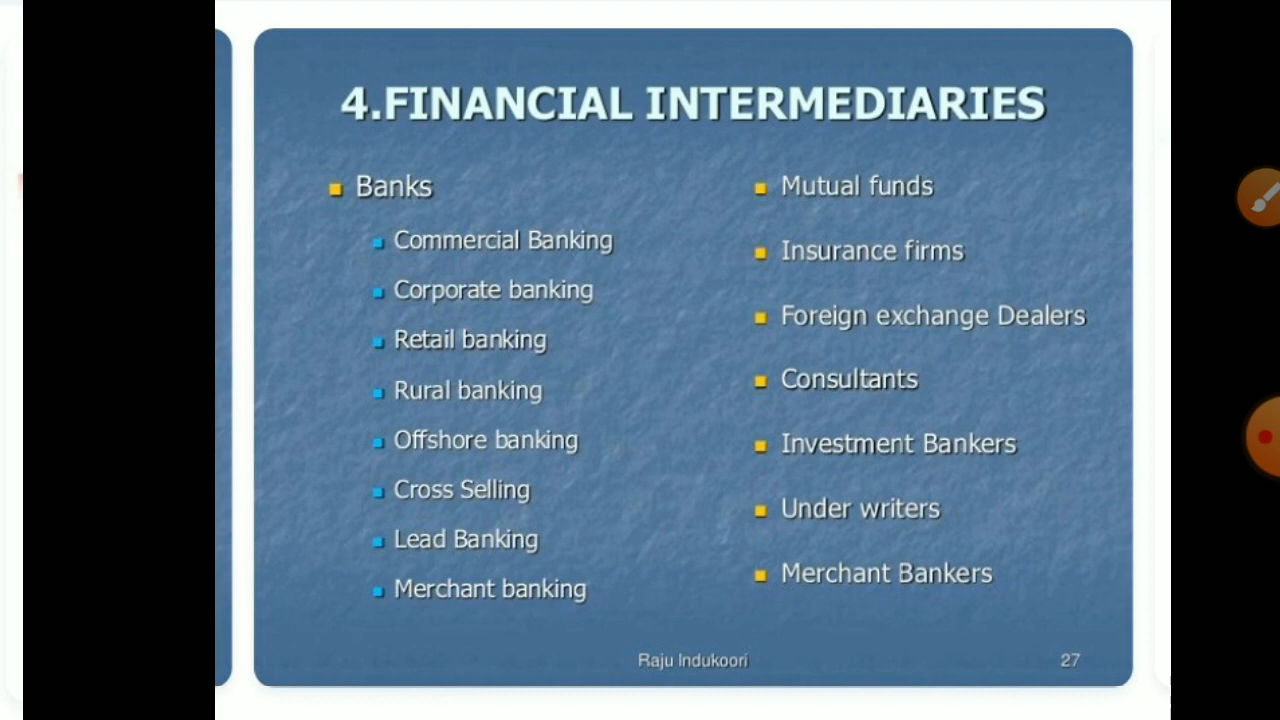 4.FINANCIAL INTERMEDIARIES
Banks
Commercial Banking
Corporate banking
Retail banking
Rural banking
Offshore banking
Cross Selling
Lead Banking
Merchant banking
Mutual funds
Insurance firms
Foreign exchange Dealers
Consultants
Investment Bankers
Under writers
Merchant Bankers
Raju Indukoori
27